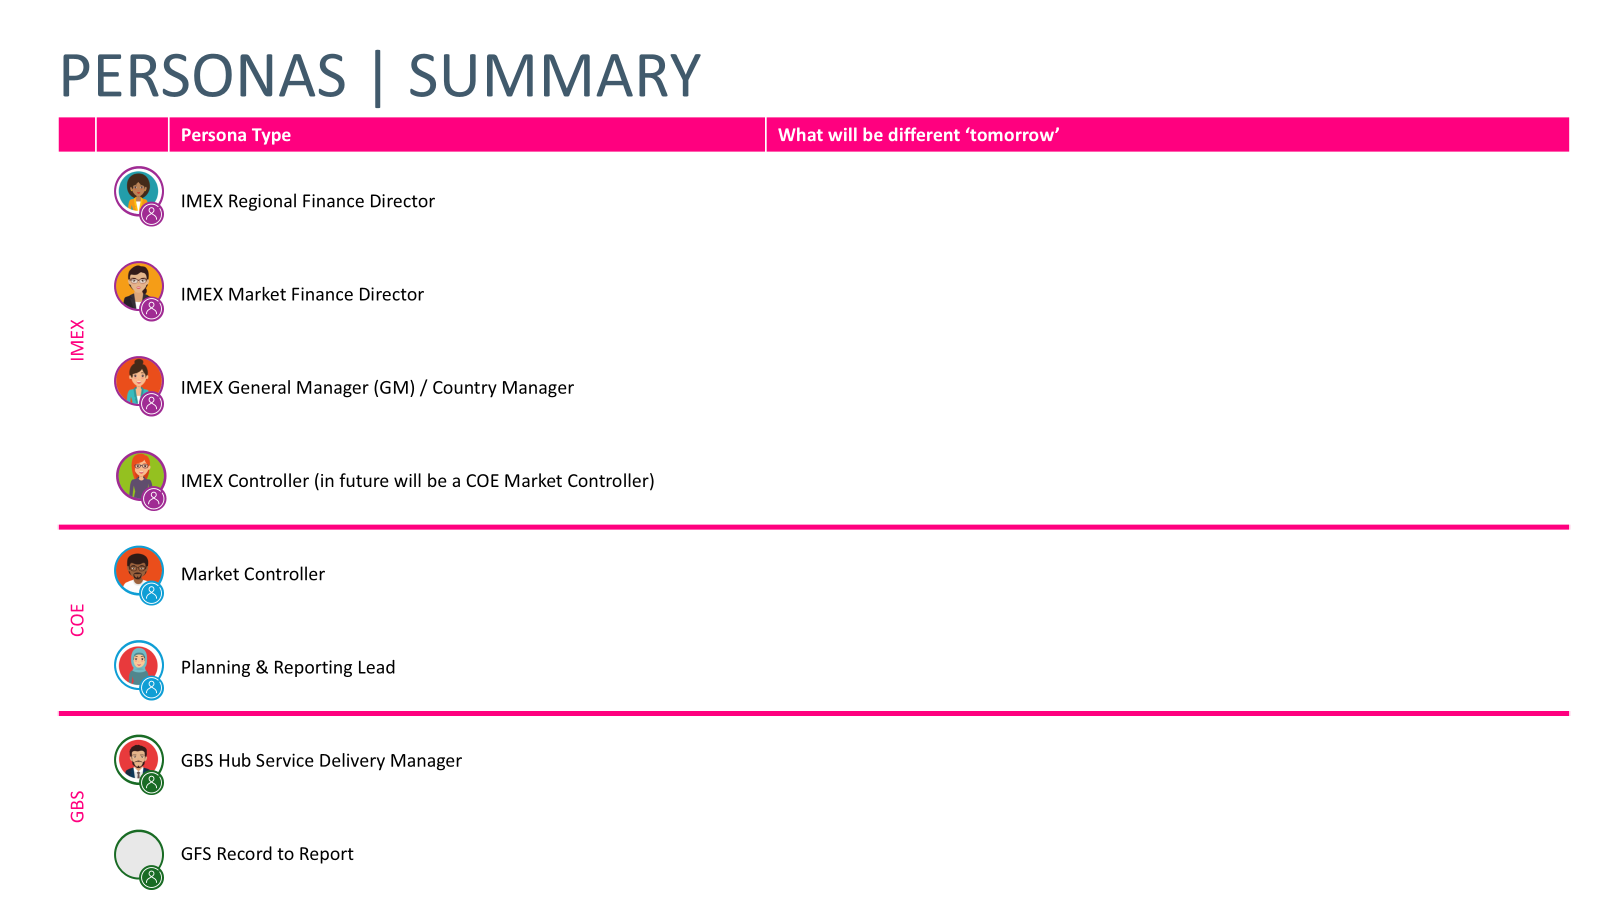 PERSONAS | SUMMARY
Persona Type
What will be different ‘tomorrow’
IMEX
IMEX Regional Finance Director
IMEX Market Finance Director
IMEX General Manager (GM) / Country Manager
IMEX Controller (in future will be a COE Market Controller)
COE
Market Controller
Planning & Reporting Lead
GBS
GBS Hub Service Delivery Manager
GFS Record to Report